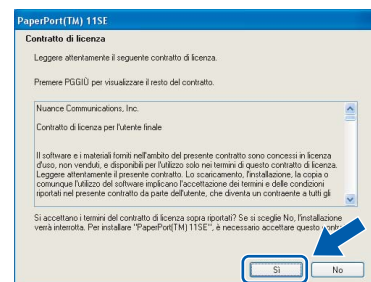 PaperPort(TM) 11SE
Contratto di licenza
Leggere attentamente il seguente contratto di licenza.
Premere PGGIÙ per visualizzare il resto del contratto.
Nuance Communications, Inc.
Contratto di licenza per l'utente finale
Il software e i materiali forniti nell'ambito del presente contratto sono concessi in licenza
d'uso, non venduti, e disponibili per l'utilizzo solo nei termini di questo contratto di licenza.
Leggere attentamente il presente contratto. Lo scaricamento, l'installazione, la copia o
comunque l'utilizzo del software implicano l'accettazione dei termini e delle condizioni
riportati nel presente contratto da parte dell'utente, che diventa un contraente a tutti gli
Si accettano i termini del contratto di licenza sopra riportati? Se si sceglie No, l'installazione
verrà interrotta. Per installare "PaperPort(TM) 11SE", è necessario accettare questo
Sì
No